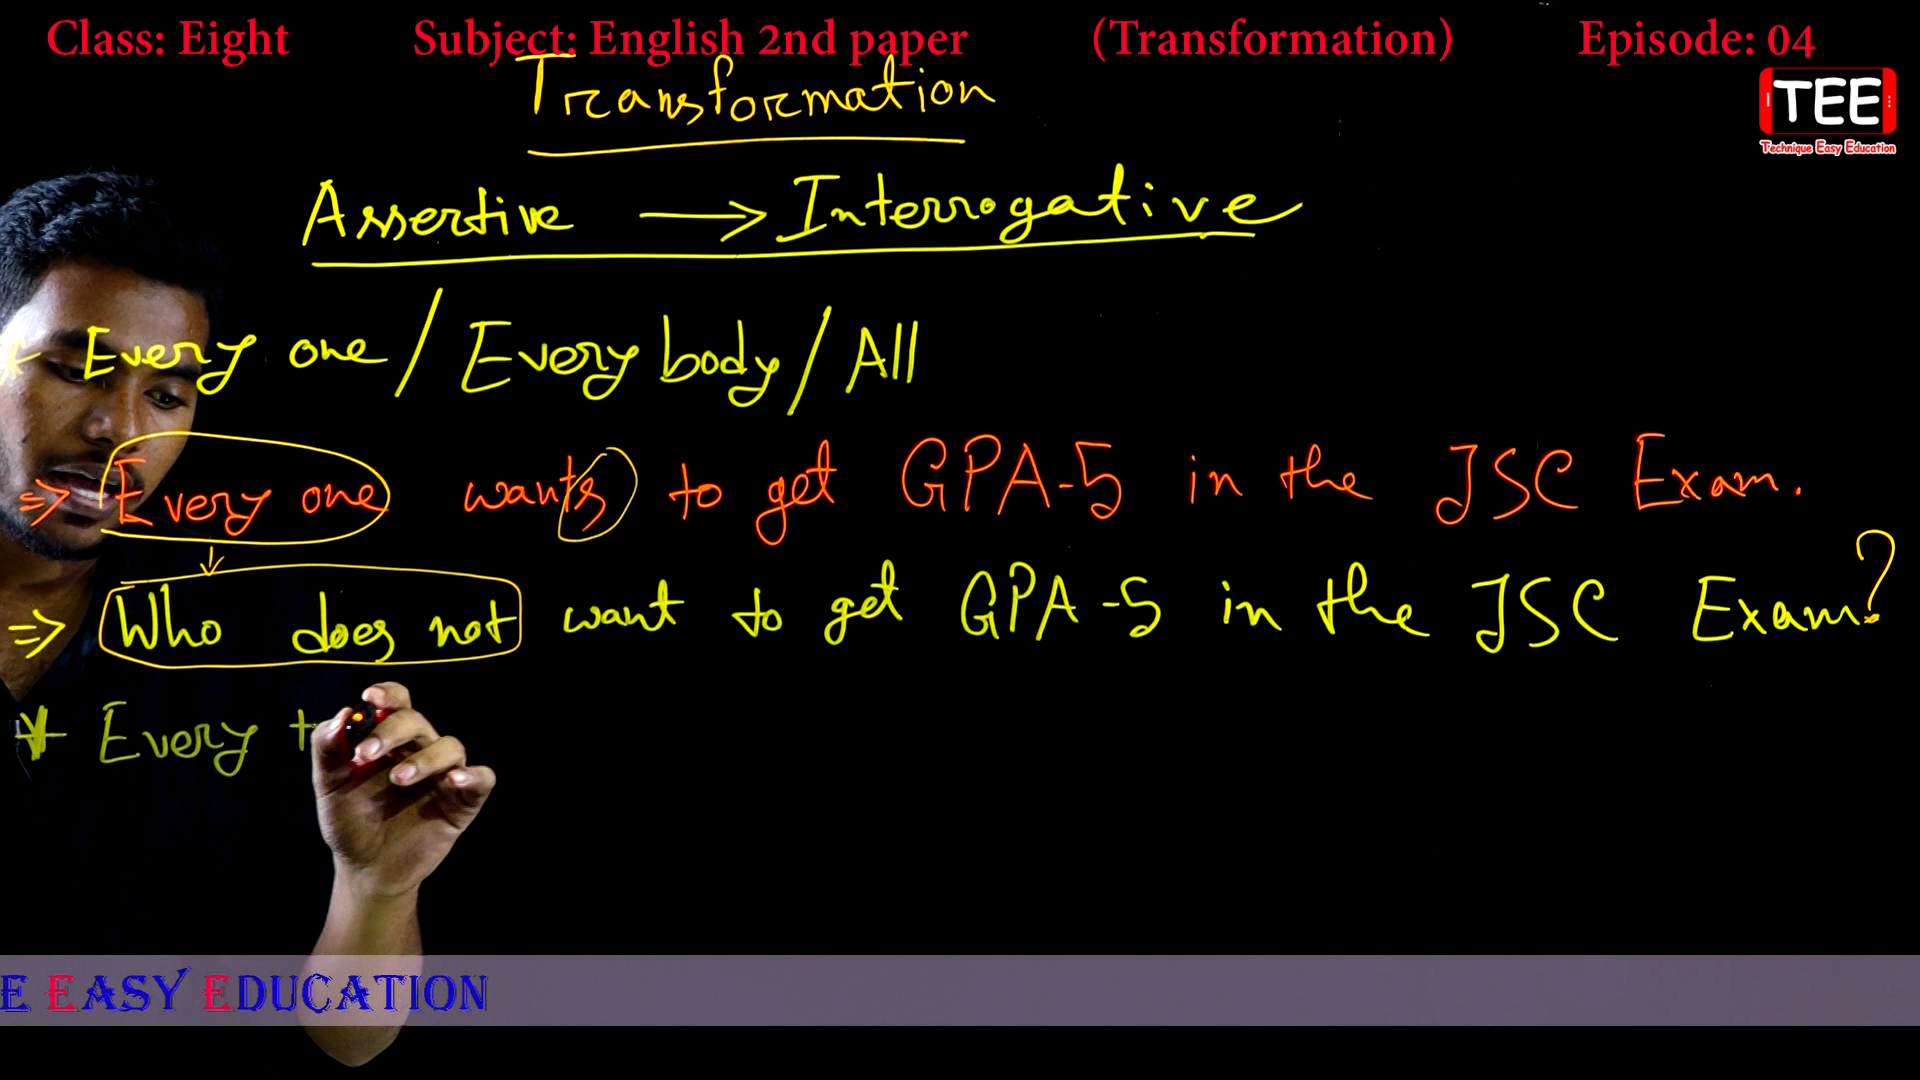 Class: Eight Subject: English 2nd paper (Transformation) Episode: 04
TEE
Technique Easy Education
Transformation
Assertive → Interrogative
* Every one / Every body / All
⇒ Every one wants to get GPA-5 in the JSC Exam.
↓
⇒ Who does not want to get GPA-5 in the JSC Exam?
* Every t
E EASY EDUCATION